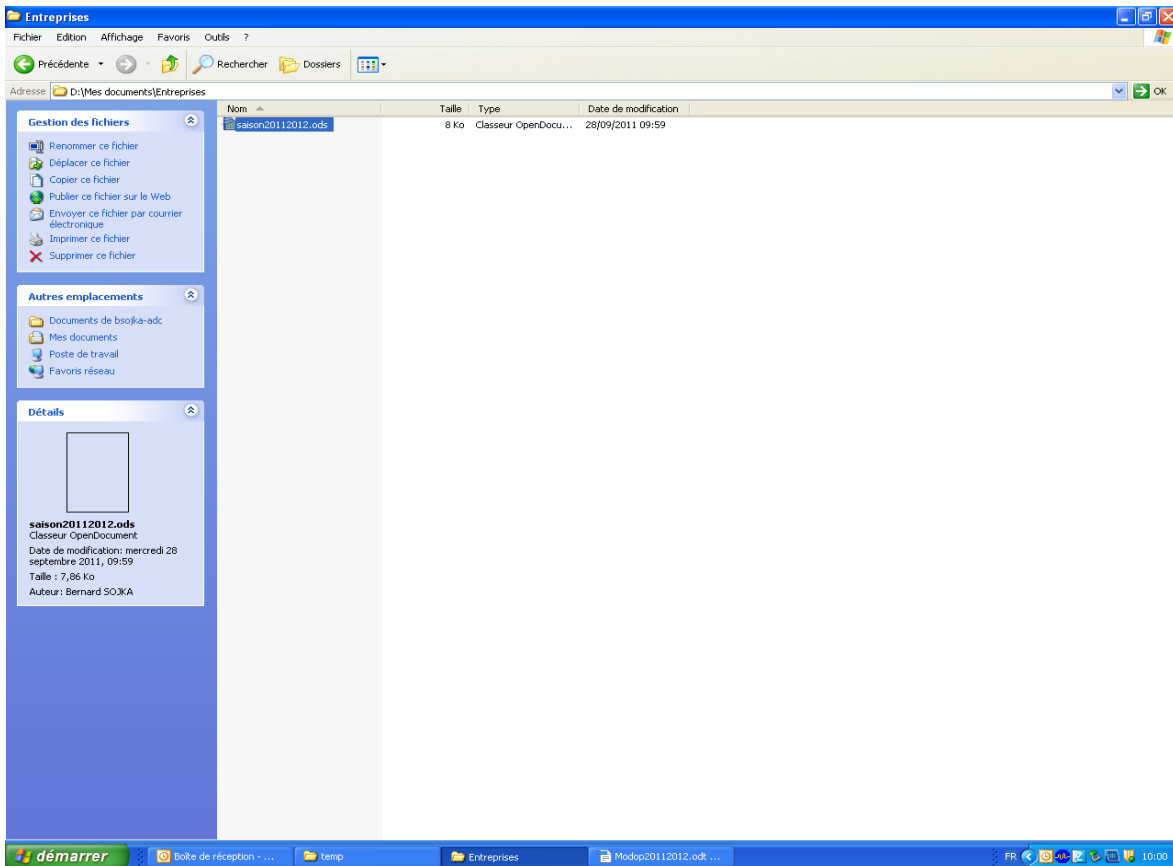 Entreprises
Fichier Edition Affichage Favoris Outils ?
Précédente Rechercher Dossiers
Adresse D:\Mes documents\Entreprises OK
Nom Taille Type Date de modification
saison20112012.ods 8 Ko Classeur OpenDocu... 28/09/2011 09:59
Gestion des fichiers
Renommer ce fichier
Déplacer ce fichier
Copier ce fichier
Publier ce fichier sur le Web
Envoyer ce fichier par courrier
électronique
Imprimer ce fichier
Supprimer ce fichier
Autres emplacements
Documents de bsojka-adc
Mes documents
Poste de travail
Favoris réseau
Détails
saison20112012.ods
Classeur OpenDocument
Date de modification: mercredi 28
septembre 2011, 09:59
Taille : 7,86 Ko
Auteur: Bernard SOJKA
démarrer Boîte de réception - ... temp Entreprises Modop20112012.odt ... FR 10:00